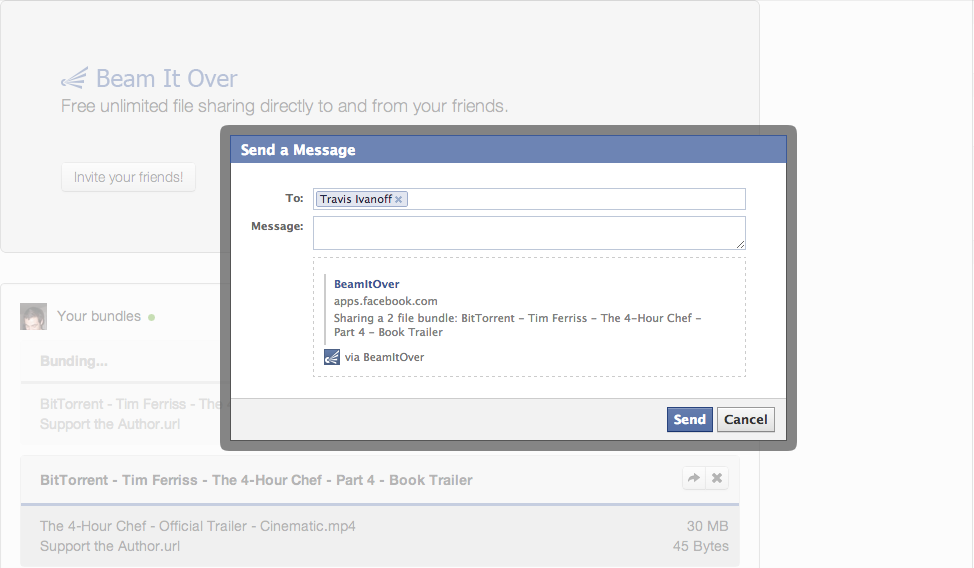 Beam It Over
Free unlimited file sharing directly to and from your friends.
Invite your friends!
Send a Message
To: Travis Ivanoff
Message:
BeamItOver
apps.facebook.com
Sharing a 2 file bundle: BitTorrent – Tim Ferriss – The 4-Hour Chef –
Part 4 – Book Trailer
via BeamItOver
Send Cancel
Your bundles
Bunding...
BitTorrent - Tim Ferriss - The 4
Support the Author.url
BitTorrent - Tim Ferriss - The 4-Hour Chef - Part 4 - Book Trailer
The 4-Hour Chef - Official Trailer - Cinematic.mp4 30 MB
Support the Author.url 45 Bytes